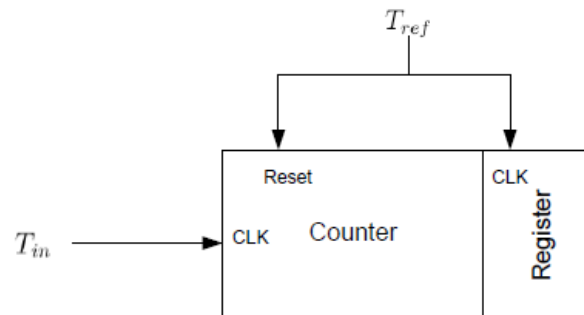 T_ref
Reset
CLK
T_in
CLK
Counter
Register